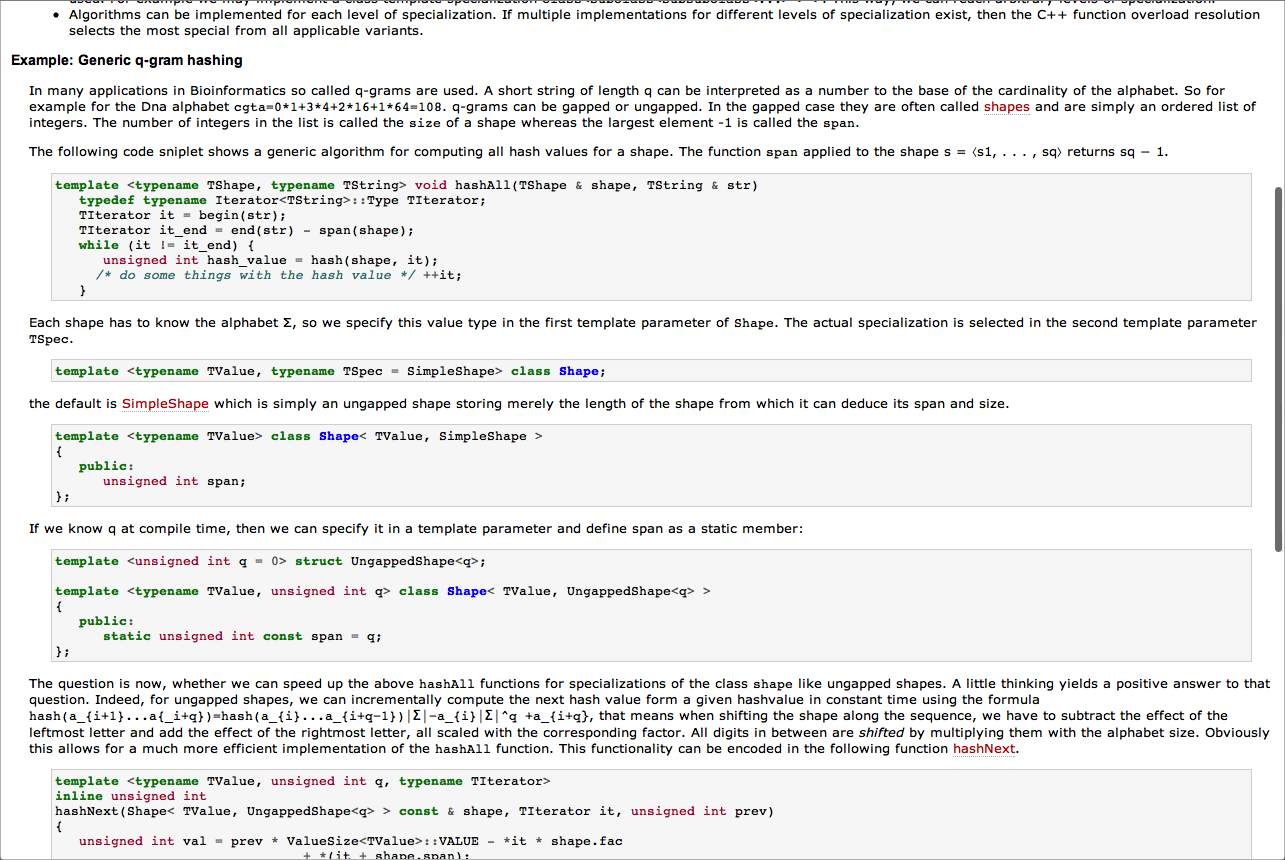 used. For example we may implement a class template specialization class<Subclass<Subsubclass<...> > >. This way, we can reach arbitrary levels of specialization.
• Algorithms can be implemented for each level of specialization. If multiple implementations for different levels of specialization exist, then the C++ function overload resolution
selects the most special from all applicable variants.
Example: Generic q-gram hashing
In many applications in Bioinformatics so called q-grams are used. A short string of length q can be interpreted as a number to the base of the cardinality of the alphabet. So for
example for the Dna alphabet cgta=0*1+3*4+2*16+1*64=108. q-grams can be gapped or ungapped. In the gapped case they are often called shapes and are simply an ordered list of
integers. The number of integers in the list is called the size of a shape whereas the largest element -1 is called the span.
The following code sniplet shows a generic algorithm for computing all hash values for a shape. The function span applied to the shape s = ⟨s1, . . . , sq⟩ returns sq − 1.
template <typename TShape, typename TString> void hashAll(TShape & shape, TString & str)
typedef typename Iterator<TString>::Type TIterator;
TIterator it = begin(str);
TIterator it_end = end(str) - span(shape);
while (it != it_end) {
unsigned int hash_value = hash(shape, it);
/* do some things with the hash value */ ++it;
}
Each shape has to know the alphabet Σ, so we specify this value type in the first template parameter of Shape. The actual specialization is selected in the second template parameter
TSpec.
template <typename TValue, typename TSpec = SimpleShape> class Shape;
the default is SimpleShape which is simply an ungapped shape storing merely the length of the shape from which it can deduce its span and size.
template <typename TValue> class Shape< TValue, SimpleShape >
{
public:
unsigned int span;
};
If we know q at compile time, then we can specify it in a template parameter and define span as a static member:
template <unsigned int q = 0> struct UngappedShape<q>;
template <typename TValue, unsigned int q> class Shape< TValue, UngappedShape<q> >
{
public:
static unsigned int const span = q;
};
The question is now, whether we can speed up the above hashAll functions for specializations of the class shape like ungapped shapes. A little thinking yields a positive answer to that
question. Indeed, for ungapped shapes, we can incrementally compute the next hash value form a given hashvalue in constant time using the formula
hash(a_{i+1}...a{_i+q})=hash(a_{i}...a_{i+q-1})|Σ|−a_{i}|Σ|^q +a_{i+q}, that means when shifting the shape along the sequence, we have to subtract the effect of the
leftmost letter and add the effect of the rightmost letter, all scaled with the corresponding factor. All digits in between are shifted by multiplying them with the alphabet size. Obviously
this allows for a much more efficient implementation of the hashAll function. This functionality can be encoded in the following function hashNext.
template <typename TValue, unsigned int q, typename TIterator>
inline unsigned int
hashNext(Shape< TValue, UngappedShape<q> > const & shape, TIterator it, unsigned int prev)
{
unsigned int val = prev * ValueSize<TValue>::VALUE - *it * shape.fac
+ *(it + shape.span);